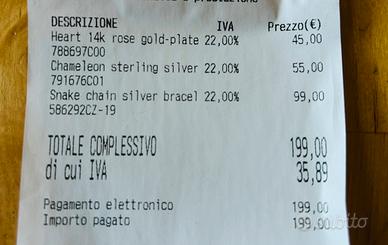 DESCRIZIONE IVA Prezzo(€)
Heart 14k rose gold-plate 22,00% 45,00
788697C00
Chameleon sterling silver 22,00% 55,00
791676C01
Snake chain silver bracel 22,00% 99,00
586292CZ-19
TOTALE COMPLESSIVO 199,00
di cui IVA 35,89
Pagamento elettronico 199,00
Importo pagato 199,00